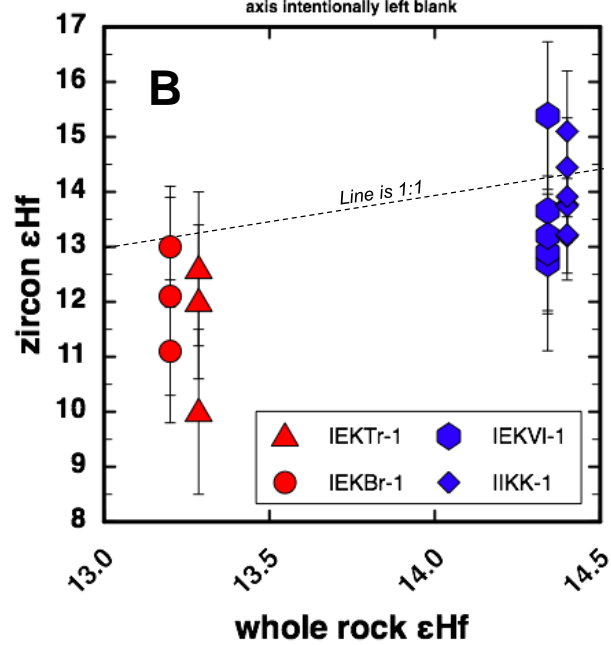 axis intentionally left blank
17
16
15
14
13
12
11
10
9
8
B
Line is 1:1
zircon εHf
IEKTr-1
IEKVI-1
IEKBr-1
IIKK-1
13.0
13.5
14.0
14.5
whole rock εHf